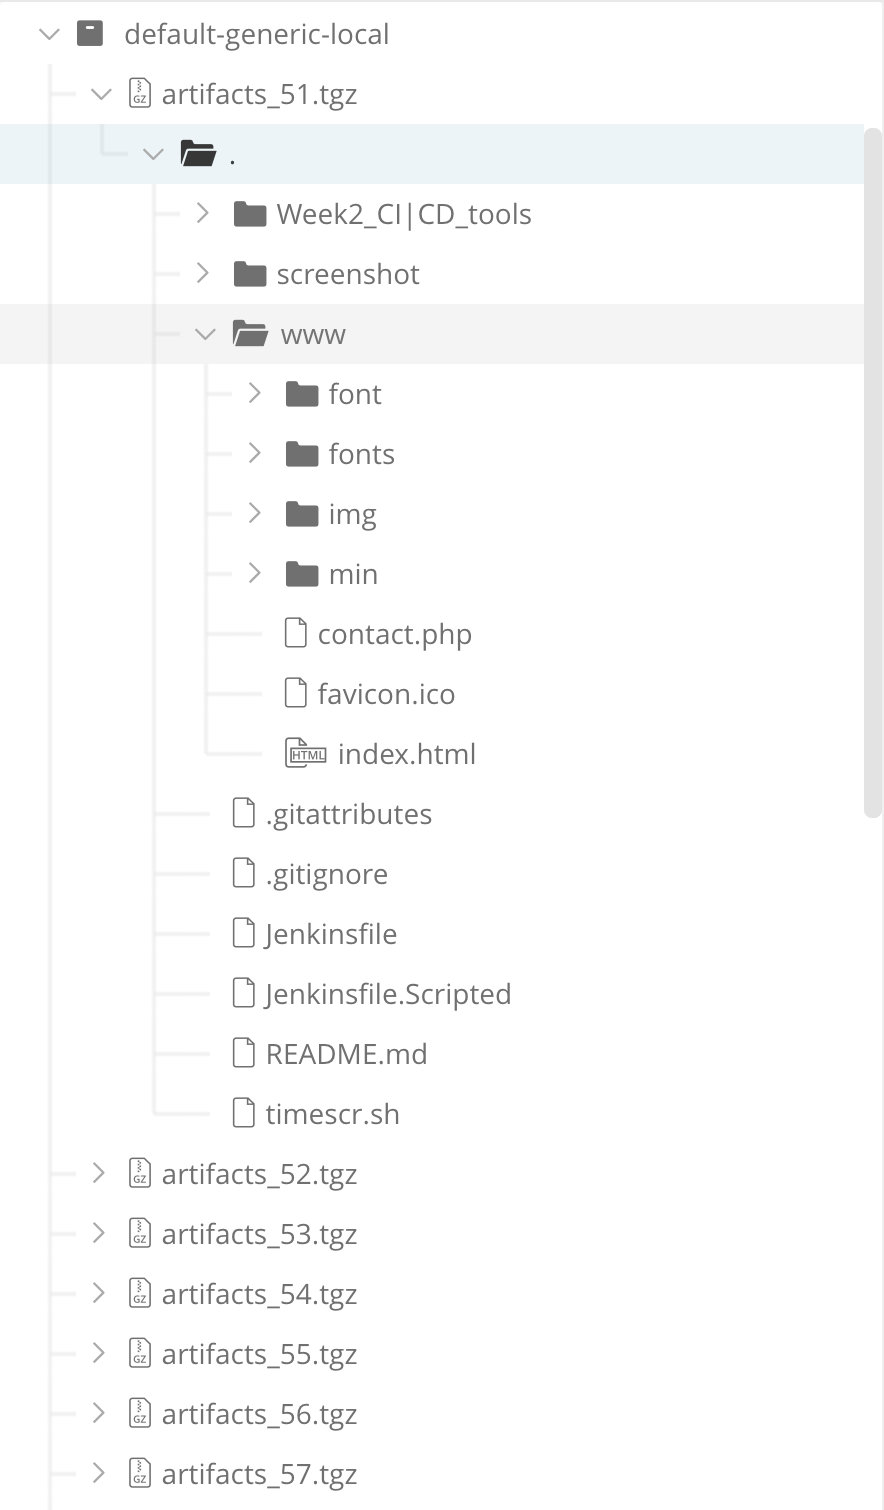 default-generic-local
GZ artifacts_51.tgz
.
Week2_CI|CD_tools
screenshot
www
font
fonts
img
min
contact.php
favicon.ico
HTML index.html
.gitattributes
.gitignore
Jenkinsfile
Jenkinsfile.Scripted
README.md
timescr.sh
GZ artifacts_52.tgz
GZ artifacts_53.tgz
GZ artifacts_54.tgz
GZ artifacts_55.tgz
GZ artifacts_56.tgz
GZ artifacts_57.tgz